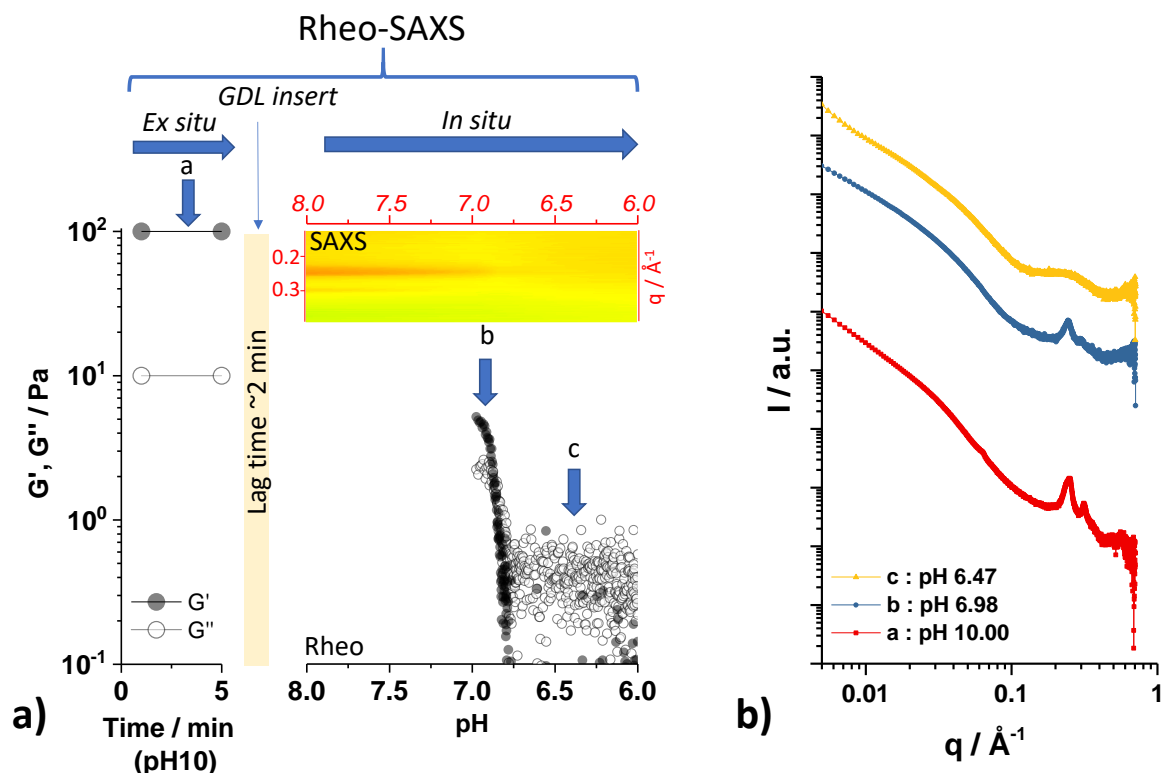 Rheo-SAXS
GDL insert
Ex situ
In situ
a
8.0 7.5 7.0 6.5 6.0
SAXS
0.2
0.3
q / Å-1
10²
10¹
10⁰
10-1
G', G'' / Pa
Lag time ~2 min
b
c
G'
G''
Rheo
0 5
Time / min
(pH10)
8.0 7.5 7.0 6.5 6.0
pH
a)
I / a.u.
c : pH 6.47
b : pH 6.98
a : pH 10.00
0.01 0.1 1
q / Å-1
b)